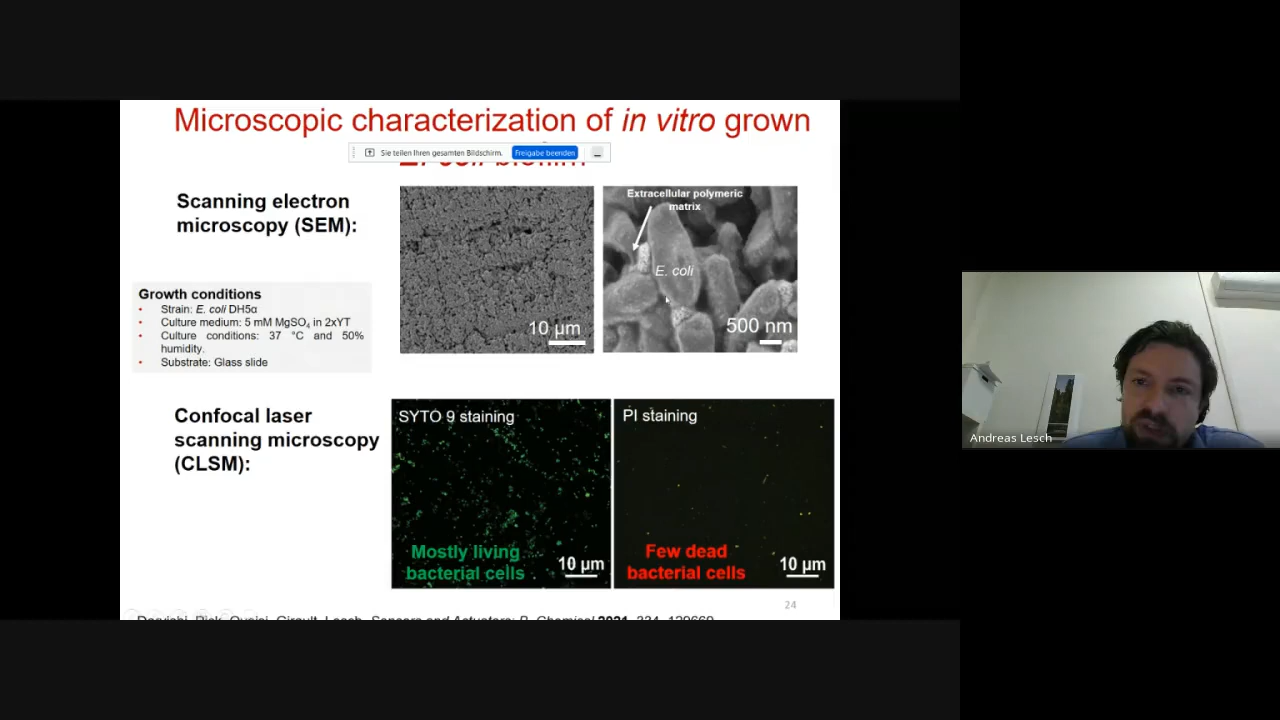 Microscopic characterization of in vitro grown
Sie teilen Ihren gesamten Bildschirm. Freigabe beenden
E. coli biofilm
Scanning electron
microscopy (SEM):
Extracellular polymeric
matrix
E. coli
10 µm
500 nm
Growth conditions
• Strain: E. coli DH5α
• Culture medium: 5 mM MgSO₄ in 2xYT
• Culture conditions: 37 °C and 50%
humidity.
• Substrate: Glass slide
Confocal laser
scanning microscopy
(CLSM):
SYTO 9 staining
Mostly living
bacterial cells
10 µm
PI staining
Few dead
bacterial cells
10 µm
24
Girault, Lesch, Sensors and Actuators: B. Chemical 2021, 334, 129669
Andreas Lesch